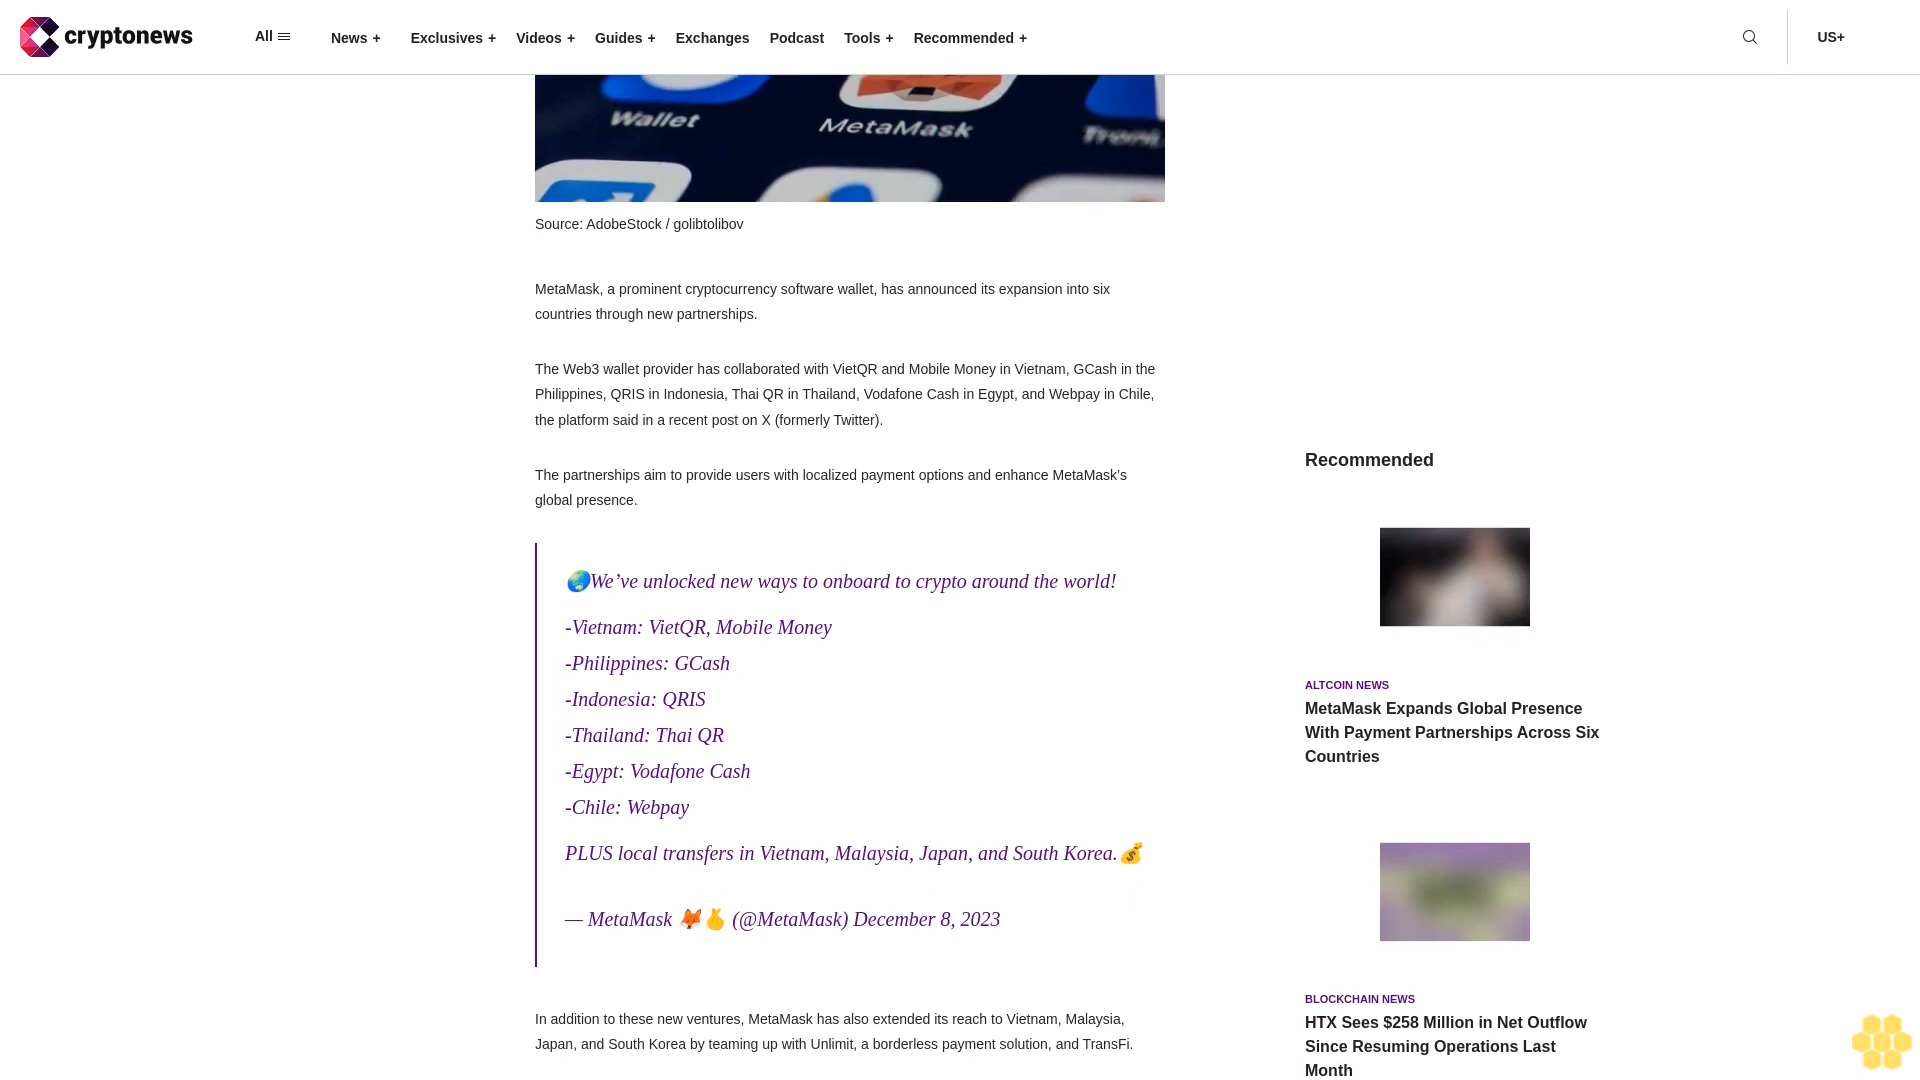 cryptonews
All
News +
Exclusives +
Videos +
Guides +
Exchanges
Podcast
Tools +
Recommended +
US+
Wallet
MetaMask
Source: AdobeStock / golibtolibov
MetaMask, a prominent cryptocurrency software wallet, has announced its expansion into six
countries through new partnerships.
The Web3 wallet provider has collaborated with VietQR and Mobile Money in Vietnam, GCash in the
Philippines, QRIS in Indonesia, Thai QR in Thailand, Vodafone Cash in Egypt, and Webpay in Chile,
the platform said in a recent post on X (formerly Twitter).
The partnerships aim to provide users with localized payment options and enhance MetaMask’s
global presence.
🌏We’ve unlocked new ways to onboard to crypto around the world!
-Vietnam: VietQR, Mobile Money
-Philippines: GCash
-Indonesia: QRIS
-Thailand: Thai QR
-Egypt: Vodafone Cash
-Chile: Webpay
PLUS local transfers in Vietnam, Malaysia, Japan, and South Korea.💰
— MetaMask 🦊🫰 (@MetaMask) December 8, 2023
In addition to these new ventures, MetaMask has also extended its reach to Vietnam, Malaysia,
Japan, and South Korea by teaming up with Unlimit, a borderless payment solution, and TransFi.
Recommended
ALTCOIN NEWS
MetaMask Expands Global Presence
With Payment Partnerships Across Six
Countries
BLOCKCHAIN NEWS
HTX Sees $258 Million in Net Outflow
Since Resuming Operations Last
Month